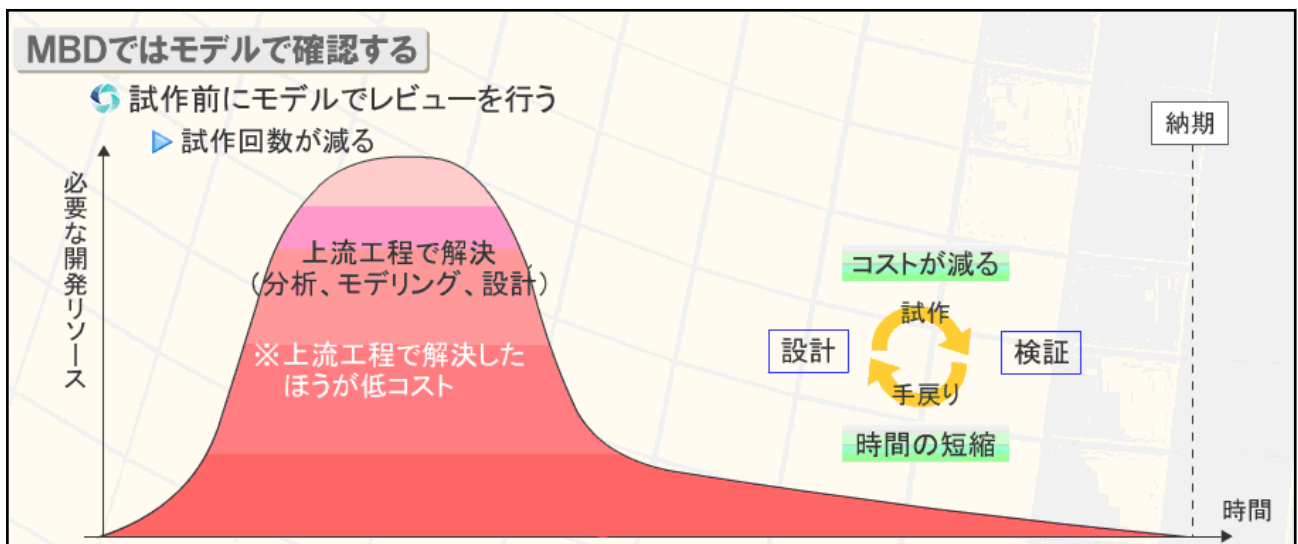 MBDではモデルで確認する
試作前にモデルでレビューを行う
試作回数が減る
納期
必要な開発リソース
上流工程で解決
（分析、モデリング、設計）
※上流工程で解決した
ほうが低コスト
コストが減る
試作
設計
検証
手戻り
時間の短縮
時間